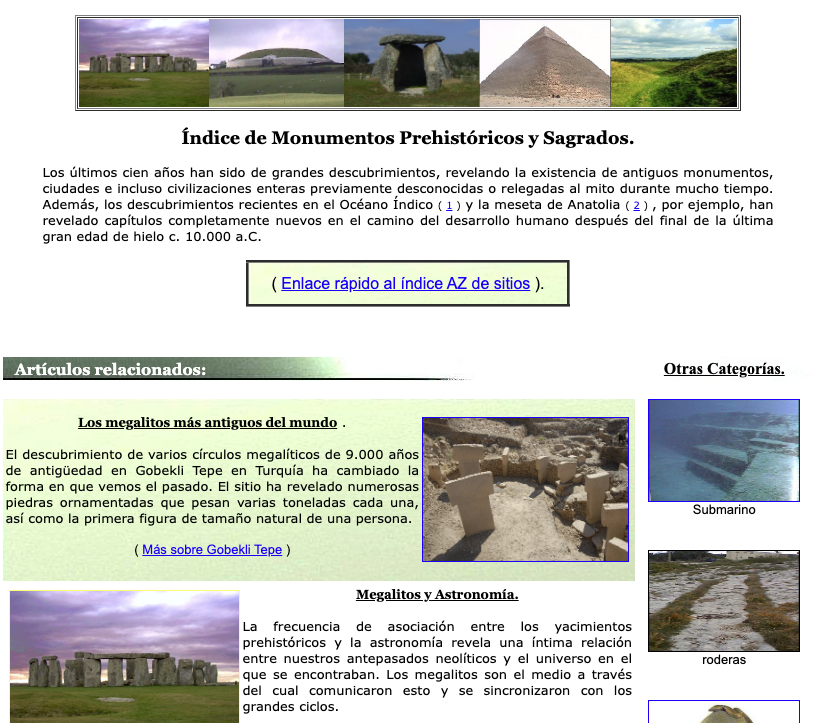 Índice de Monumentos Prehistóricos y Sagrados.
Los últimos cien años han sido de grandes descubrimientos, revelando la existencia de antiguos monumentos,
ciudades e incluso civilizaciones enteras previamente desconocidas o relegadas al mito durante mucho tiempo.
Además, los descubrimientos recientes en el Océano Índico ( 1 ) y la meseta de Anatolia ( 2 ) , por ejemplo, han
revelado capítulos completamente nuevos en el camino del desarrollo humano después del final de la última
gran edad de hielo c. 10.000 a.C.
( Enlace rápido al índice AZ de sitios ).
Artículos relacionados:
Los megalitos más antiguos del mundo .
El descubrimiento de varios círculos megalíticos de 9.000 años
de antigüedad en Gobekli Tepe en Turquía ha cambiado la
forma en que vemos el pasado. El sitio ha revelado numerosas
piedras ornamentadas que pesan varias toneladas cada una,
así como la primera figura de tamaño natural de una persona.
( Más sobre Gobekli Tepe )
Megalitos y Astronomía.
La frecuencia de asociación entre los yacimientos
prehistóricos y la astronomía revela una íntima relación
entre nuestros antepasados neolíticos y el universo en el
que se encontraban. Los megalitos son el medio a través
del cual comunicaron esto y se sincronizaron con los
grandes ciclos.
Otras Categorías.
Submarino
roderas